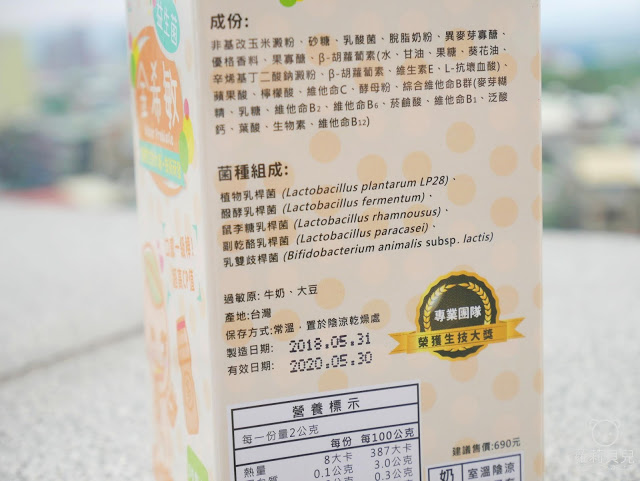 益生菌
金希敏
成份:
非基改玉米澱粉、砂糖、乳酸菌、脫脂奶粉、異麥芽寡醣、
優格香料、果寡醣、β-胡蘿蔔素(水、甘油、果糖、葵花油、
辛烯基丁二酸鈉澱粉、β-胡蘿蔔素、維生素E、L-抗壞血酸)、
蘋果酸、檸檬酸、維他命C、酵母粉、綜合維他命B群(麥芽糊
精、乳糖、維他命B2、維他命B6、菸鹼酸、維他命B1、泛酸
鈣、葉酸、生物素、維他命B12)
菌種組成:
植物乳桿菌 (Lactobacillus plantarum LP28)、
醱酵乳桿菌 (Lactobacillus fermentum)、
鼠李糖乳桿菌 (Lactobacillus rhamnousus)、
副乾酪乳桿菌 (Lactobacillus paracasei)、
乳雙歧桿菌 (Bifidobacterium animalis subsp. lactis)
過敏原: 牛奶、大豆
產地:台灣
保存方式:常溫，置於陰涼乾燥處
製造日期: 2018.05.31
有效日期: 2020.05.30
專業團隊
榮獲生技大獎
營養標示
每一份量2公克
每份 每100公克
熱量 8大卡 387大卡
0.1公克 3.0公克
建議售價:690元
奶 室溫陰涼